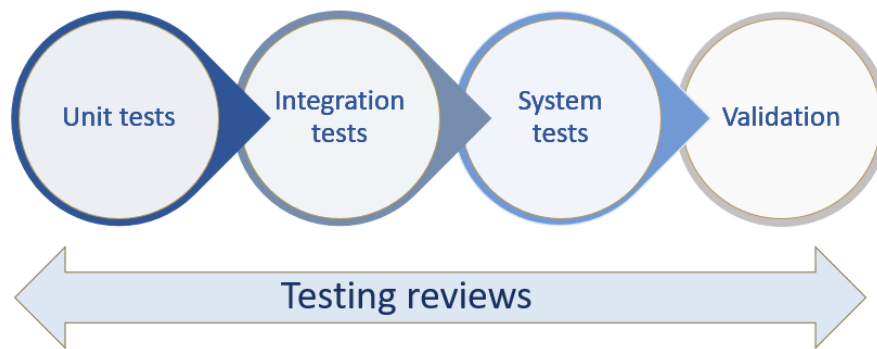 Unit tests
Integration
tests
System
tests
Validation
Testing reviews